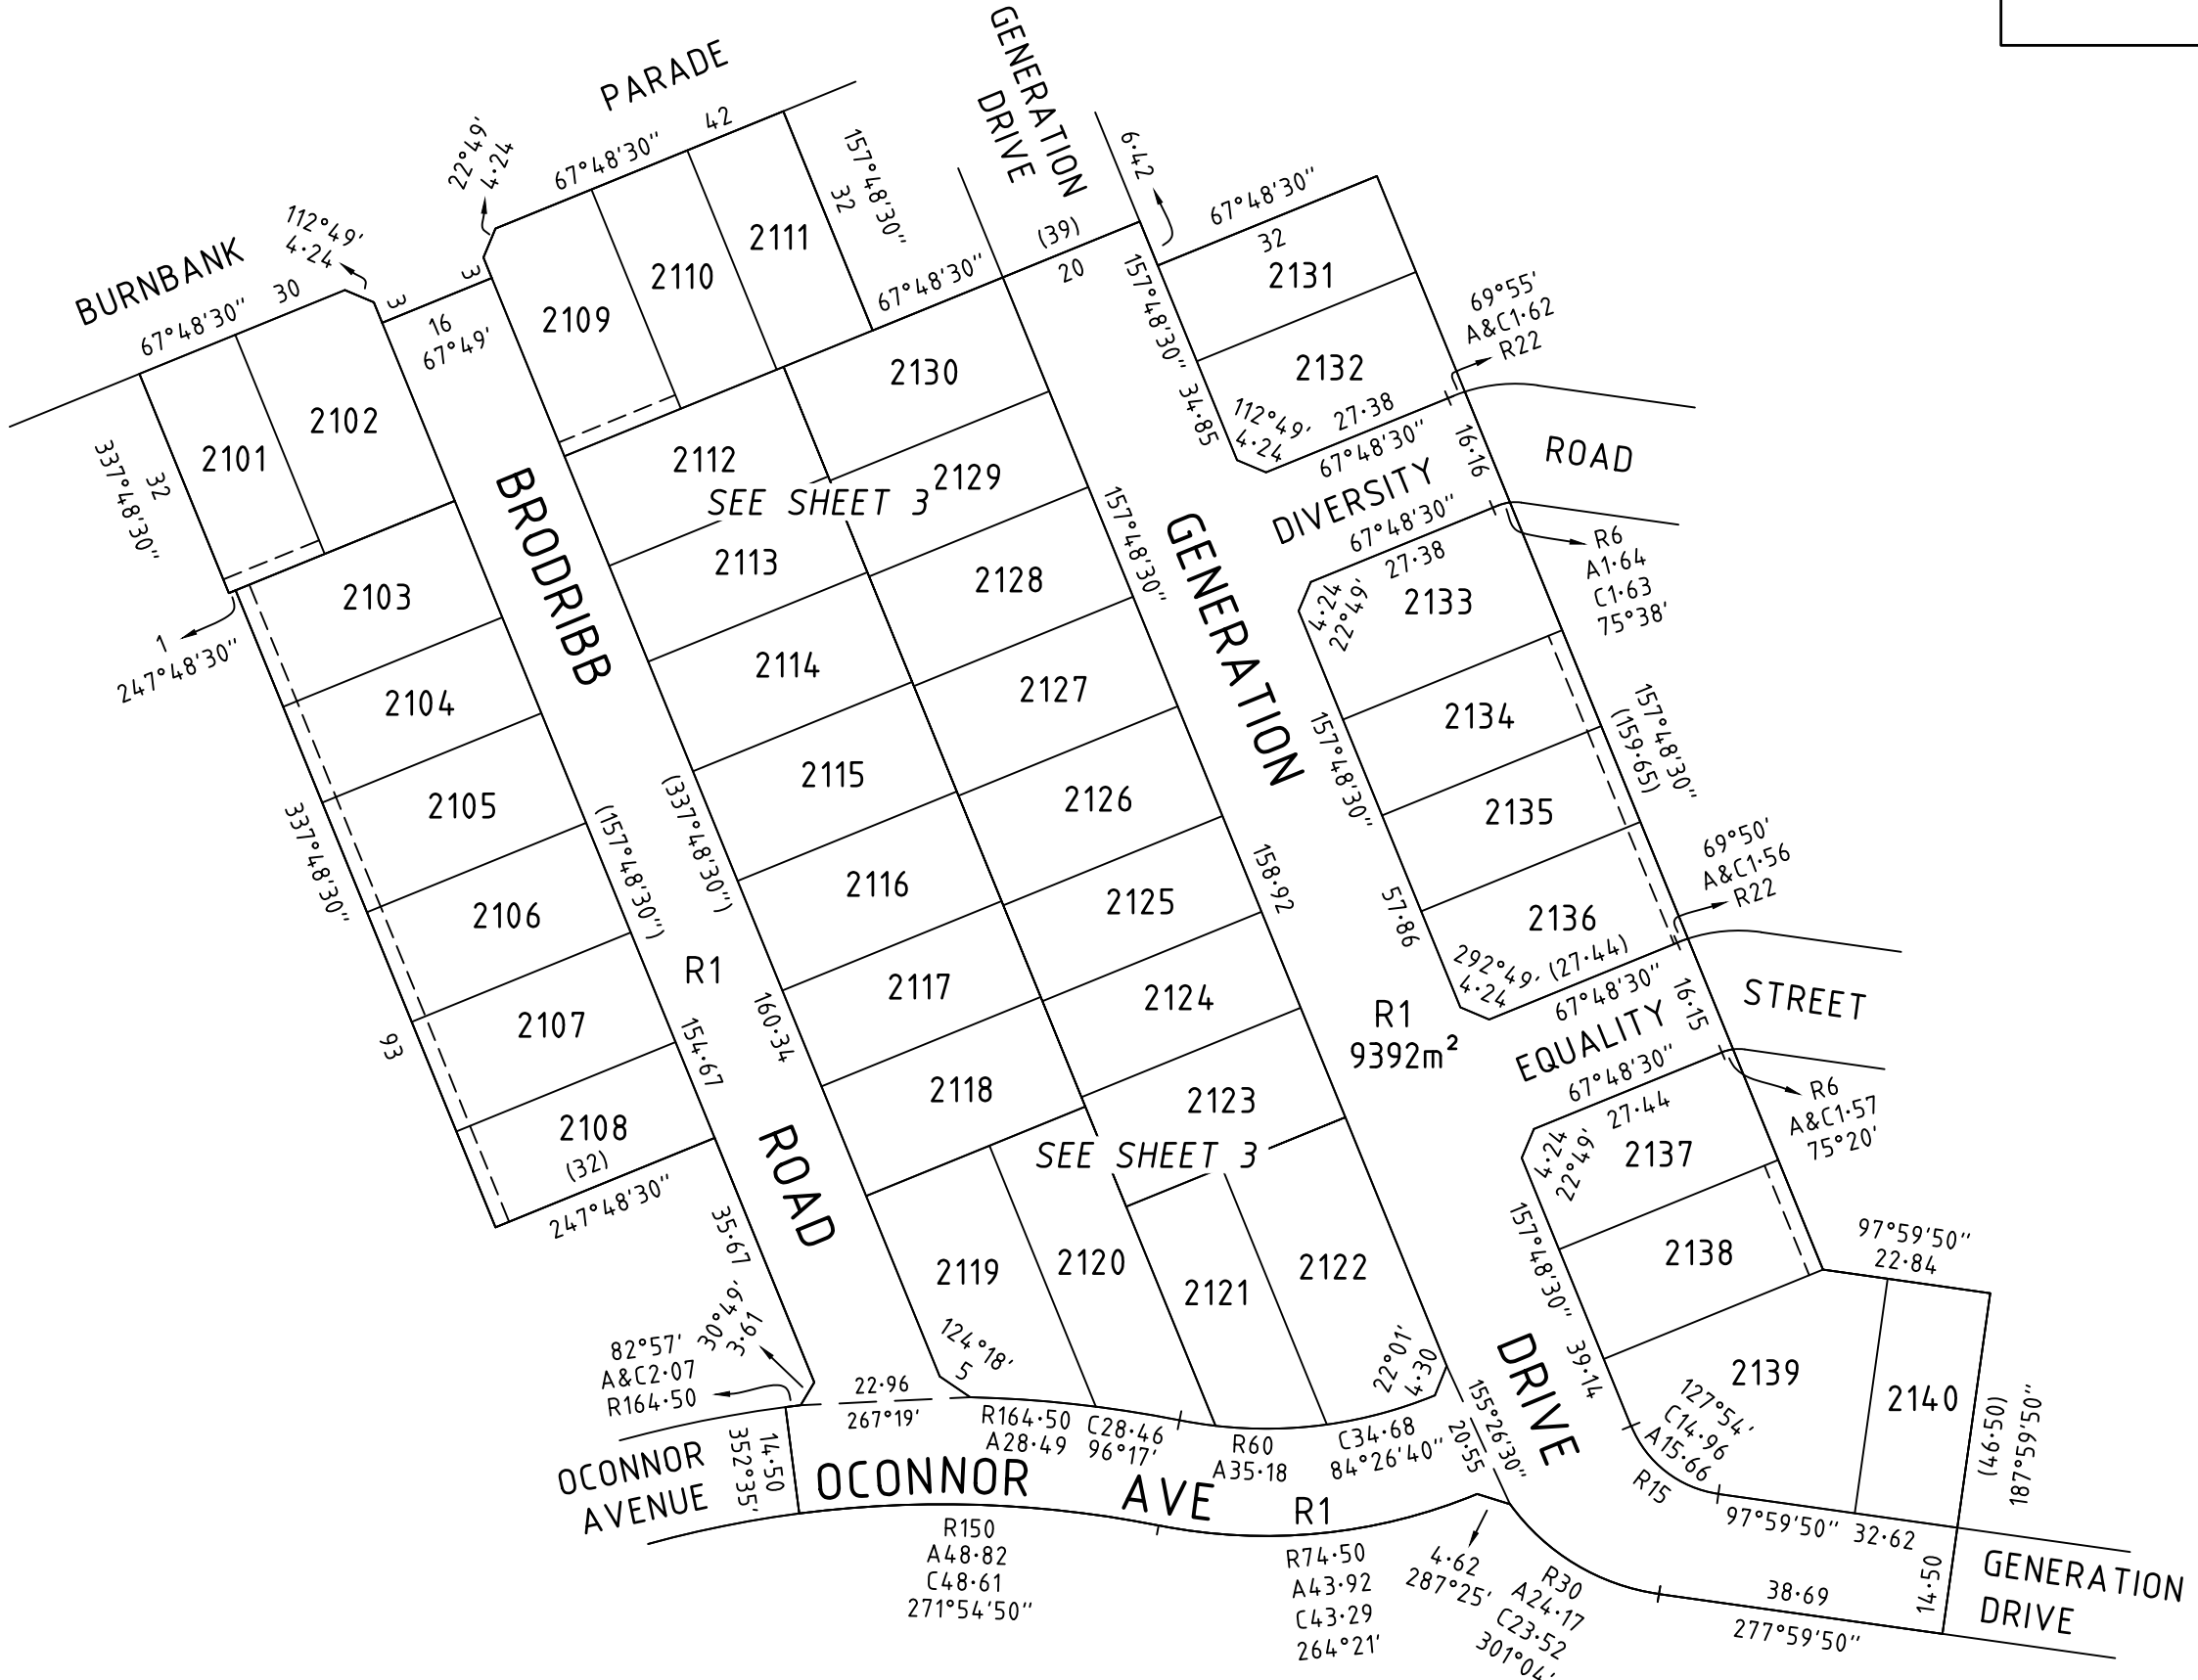 GENERATION
DRIVE
PARADE
42
67°48'30"
22°49'
4·24
157°48'30"
32
6·42
67°48'30"
32
BURNBANK
112°49'
4·24
30
67°48'30"
3
3
16
67°49'
67°48'30"
(39)
20
157°48'30"
34·85
2111
2110
2109
2131
2132
69°55'
A&C1·62
R22
2102
2101
32
337°48'30"
2130
112°49'
4·24
27·38
67°48'30"
16·16
ROAD
DIVERSITY
67°48'30"
27·38
2112
SEE SHEET 3
2129
BRODRIBB
2113
2128
157°48'30"
GENERATION
R6
A1·64
C1·63
75°38'
4·24
22°49'
2133
2103
1
247°48'30"
2104
2114
2127
2134
157°48'30"
157°48'30"
(159·65)
2105
337°48'30"
(157°48'30")
(337°48'30")
2115
2126
2135
69°50'
A&C1·56
R22
158·92
57·86
2106
2116
2125
2136
292°49'
4·24
(27·44)
67°48'30"
16·15
STREET
R1
93
2107
154·67
160·34
2117
2124
R1
9392m²
EQUALITY
67°48'30"
27·44
2118
2123
R6
A&C1·57
75°20'
4·24
22°49'
2137
2108
(32)
247°48'30"
ROAD
SEE SHEET 3
35·67
157°48'30"
39·14
2138
97°59'50"
22·84
2119
2120
2121
2122
2139
2140
30°49'
3·61
82°57'
A&C2·07
R164·50
124°18'
5
22°01'
4·30
DRIVE
127°54'
C14·96
A15·66
R15
(46·50)
187°59'50"
22·96
267°19'
R164·50
A28·49
C28·46
96°17'
R60
A35·18
C34·68
84°26'40"
155°26'30"
20·55
OCONNOR
AVENUE
14·50
352°35'
OCONNOR AVE
R1
97°59'50" 32·62
R150
A48·82
C48·61
271°54'50"
R74·50
A43·92
C43·29
264°21'
4·62
287°25'
R30
A24·17
C23·52
301°04'
38·69
277°59'50"
14·50
GENERATION
DRIVE